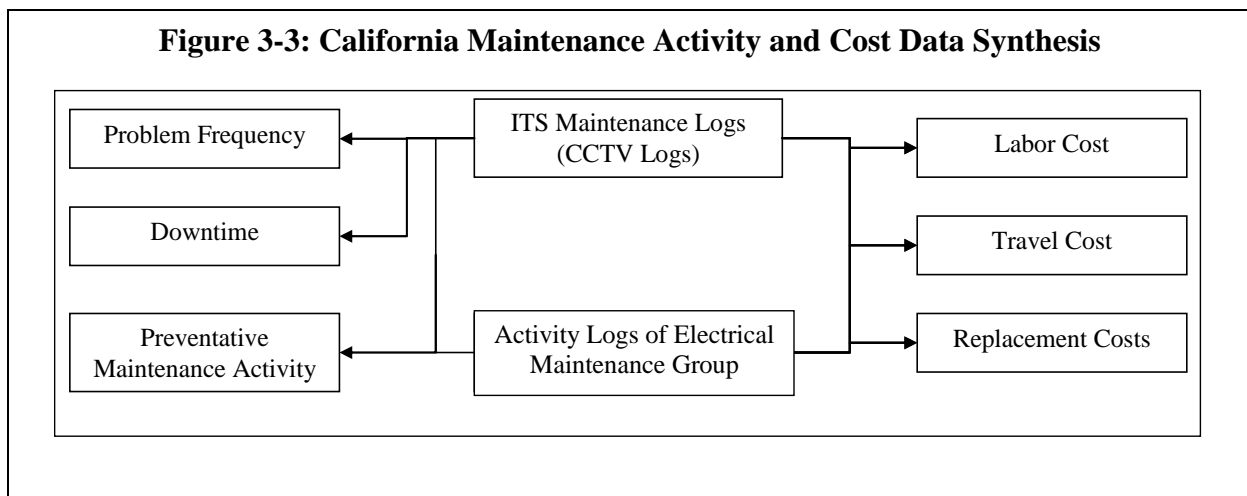 Figure 3-3: California Maintenance Activity and Cost Data Synthesis
Problem Frequency
Downtime
Preventative
Maintenance Activity
ITS Maintenance Logs
(CCTV Logs)
Activity Logs of Electrical
Maintenance Group
Labor Cost
Travel Cost
Replacement Costs